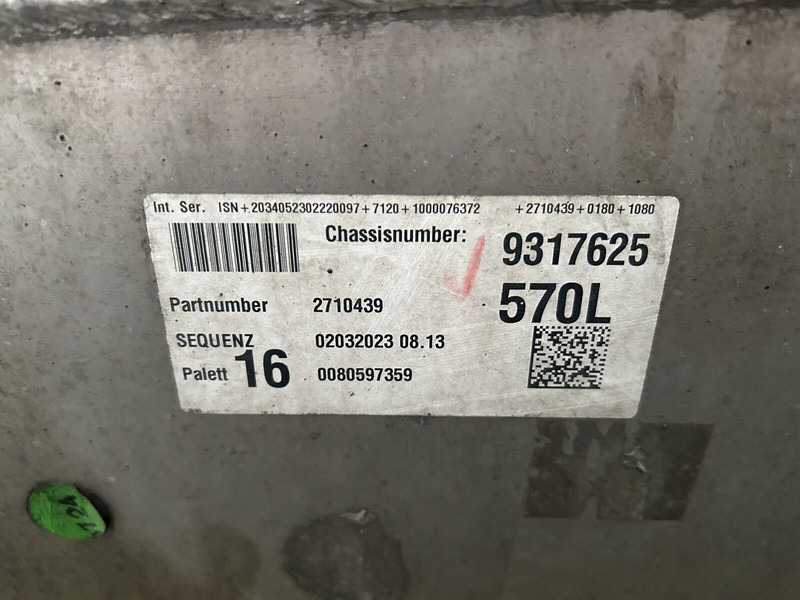 Int. Ser. ISN+2034052302220097+7120+1000076372 +2710439+0180+1080
Chassisnumber: 9317625
Partnumber 2710439 570L
SEQUENZ 02032023 08.13
Palett 16 0080597359
124